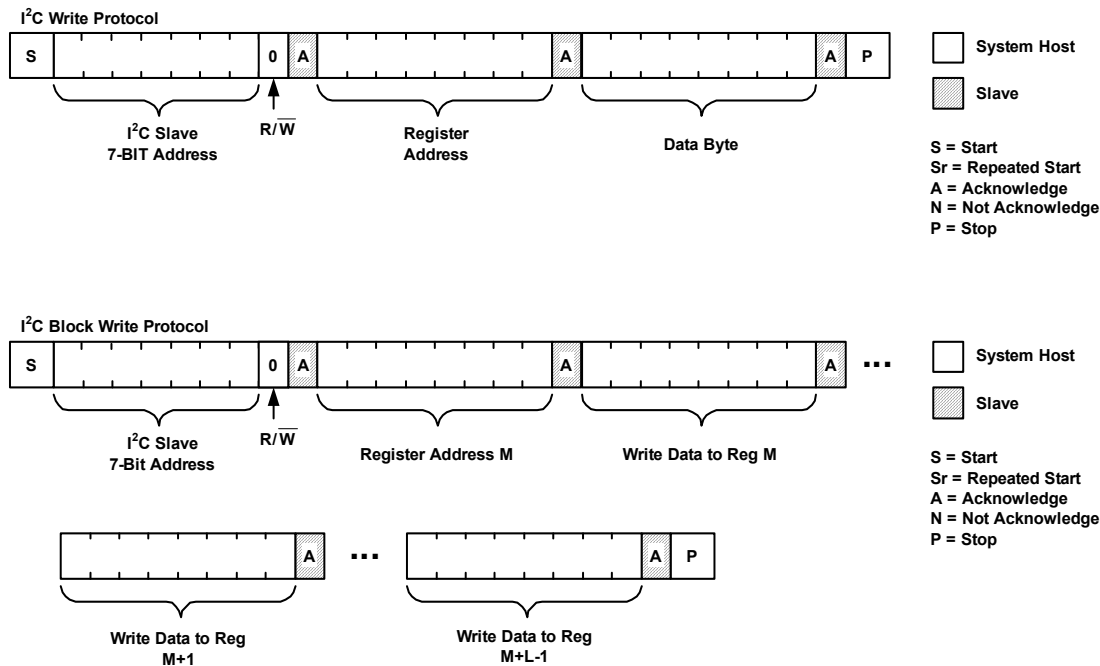 I²C Write Protocol
S 0 A A A P
I²C Slave
7-BIT Address
R/W̅
Register
Address
Data Byte
System Host
Slave
S = Start
Sr = Repeated Start
A = Acknowledge
N = Not Acknowledge
P = Stop
I²C Block Write Protocol
S 0 A A A •••
I²C Slave
7-Bit Address
R/W̅
Register Address M
Write Data to Reg M
System Host
Slave
S = Start
Sr = Repeated Start
A = Acknowledge
N = Not Acknowledge
P = Stop
A ••• A P
Write Data to Reg
M+1
Write Data to Reg
M+L-1